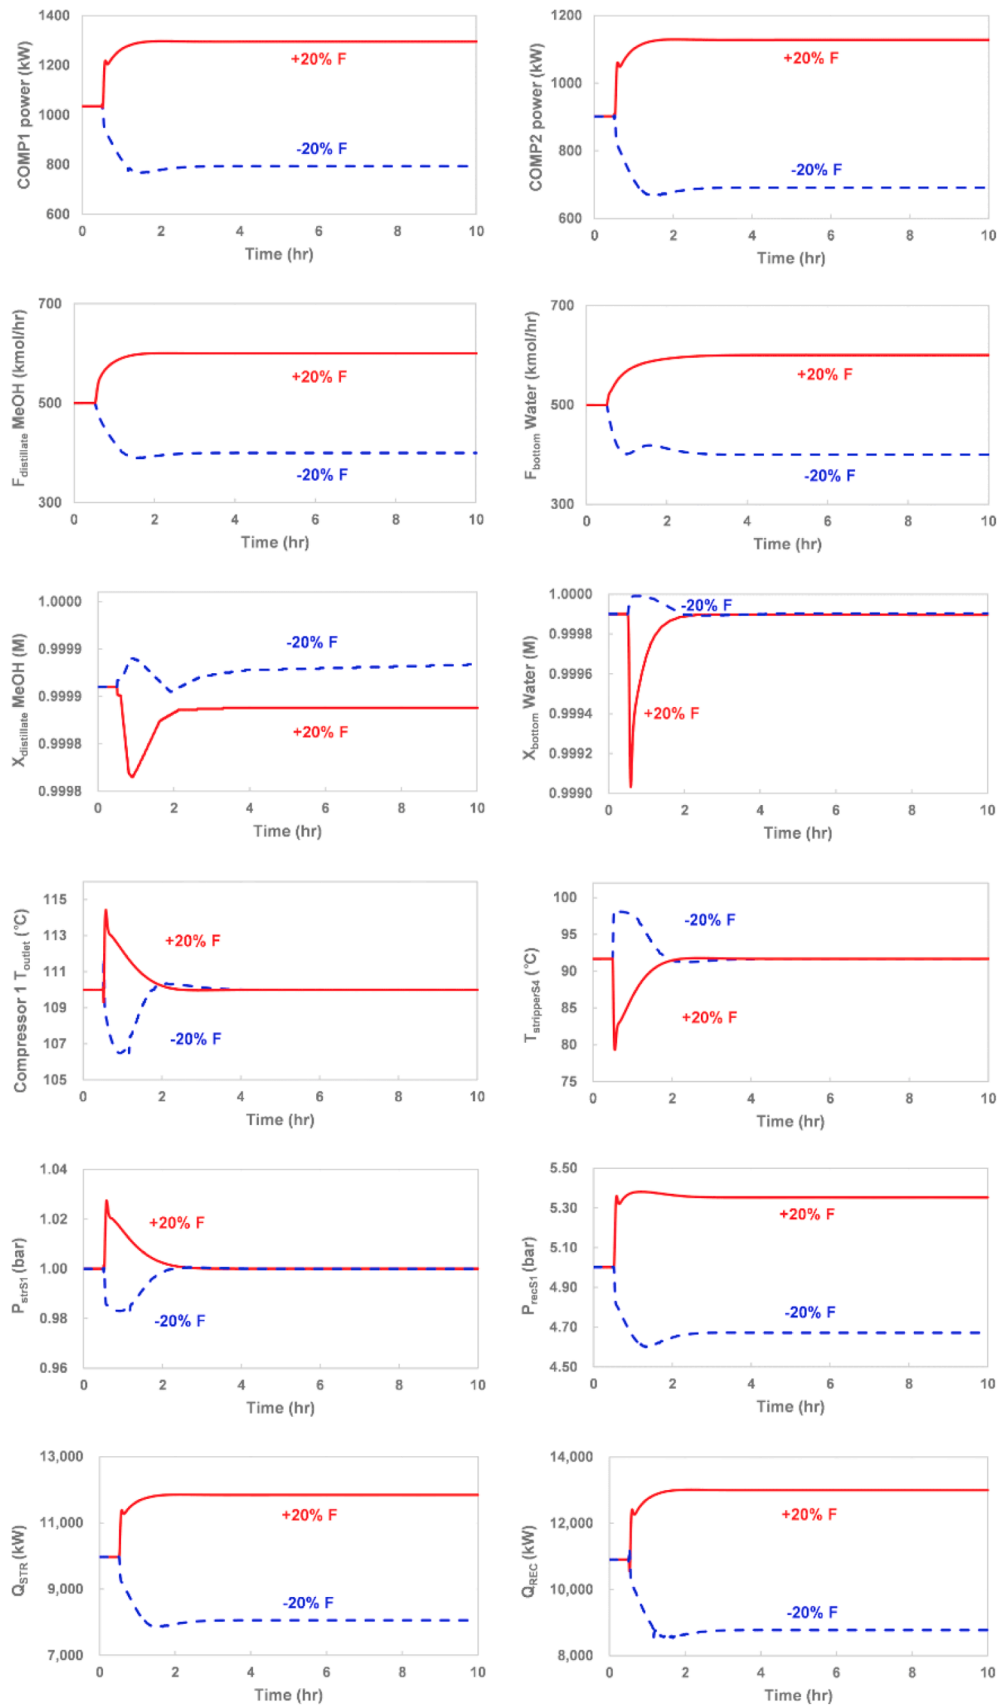 COMP1 power (kW)
1400
1200
1000
800
600
+20% F
-20% F
0 2 4 6 8 10
Time (hr)
COMP2 power (kW)
1200
1000
800
600
+20% F
-20% F
0 2 4 6 8 10
Time (hr)
F_distillate MeOH (kmol/hr)
700
500
300
+20% F
-20% F
0 2 4 6 8 10
Time (hr)
F_bottom Water (kmol/hr)
700
500
300
+20% F
-20% F
0 2 4 6 8 10
Time (hr)
X_distillate MeOH (M)
1.0000
0.9999
0.9999
0.9998
0.9998
-20% F
+20% F
0 2 4 6 8 10
Time (hr)
X_bottom Water (M)
1.0000
0.9998
0.9996
0.9994
0.9992
0.9990
-20% F
+20% F
0 2 4 6 8 10
Time (hr)
Compressor 1 T_outlet (°C)
115
113
111
109
107
105
+20% F
-20% F
0 2 4 6 8 10
Time (hr)
T_stripperS4 (°C)
100
95
90
85
80
75
-20% F
+20% F
0 2 4 6 8 10
Time (hr)
P_strS1 (bar)
1.04
1.02
1.00
0.98
0.96
+20% F
-20% F
0 2 4 6 8 10
Time (hr)
P_recS1 (bar)
5.50
5.30
5.10
4.90
4.70
4.50
+20% F
-20% F
0 2 4 6 8 10
Time (hr)
Q_STR (kW)
13,000
11,000
9,000
7,000
+20% F
-20% F
0 2 4 6 8 10
Time (hr)
Q_REC (kW)
14,000
12,000
10,000
8,000
+20% F
-20% F
0 2 4 6 8 10
Time (hr)